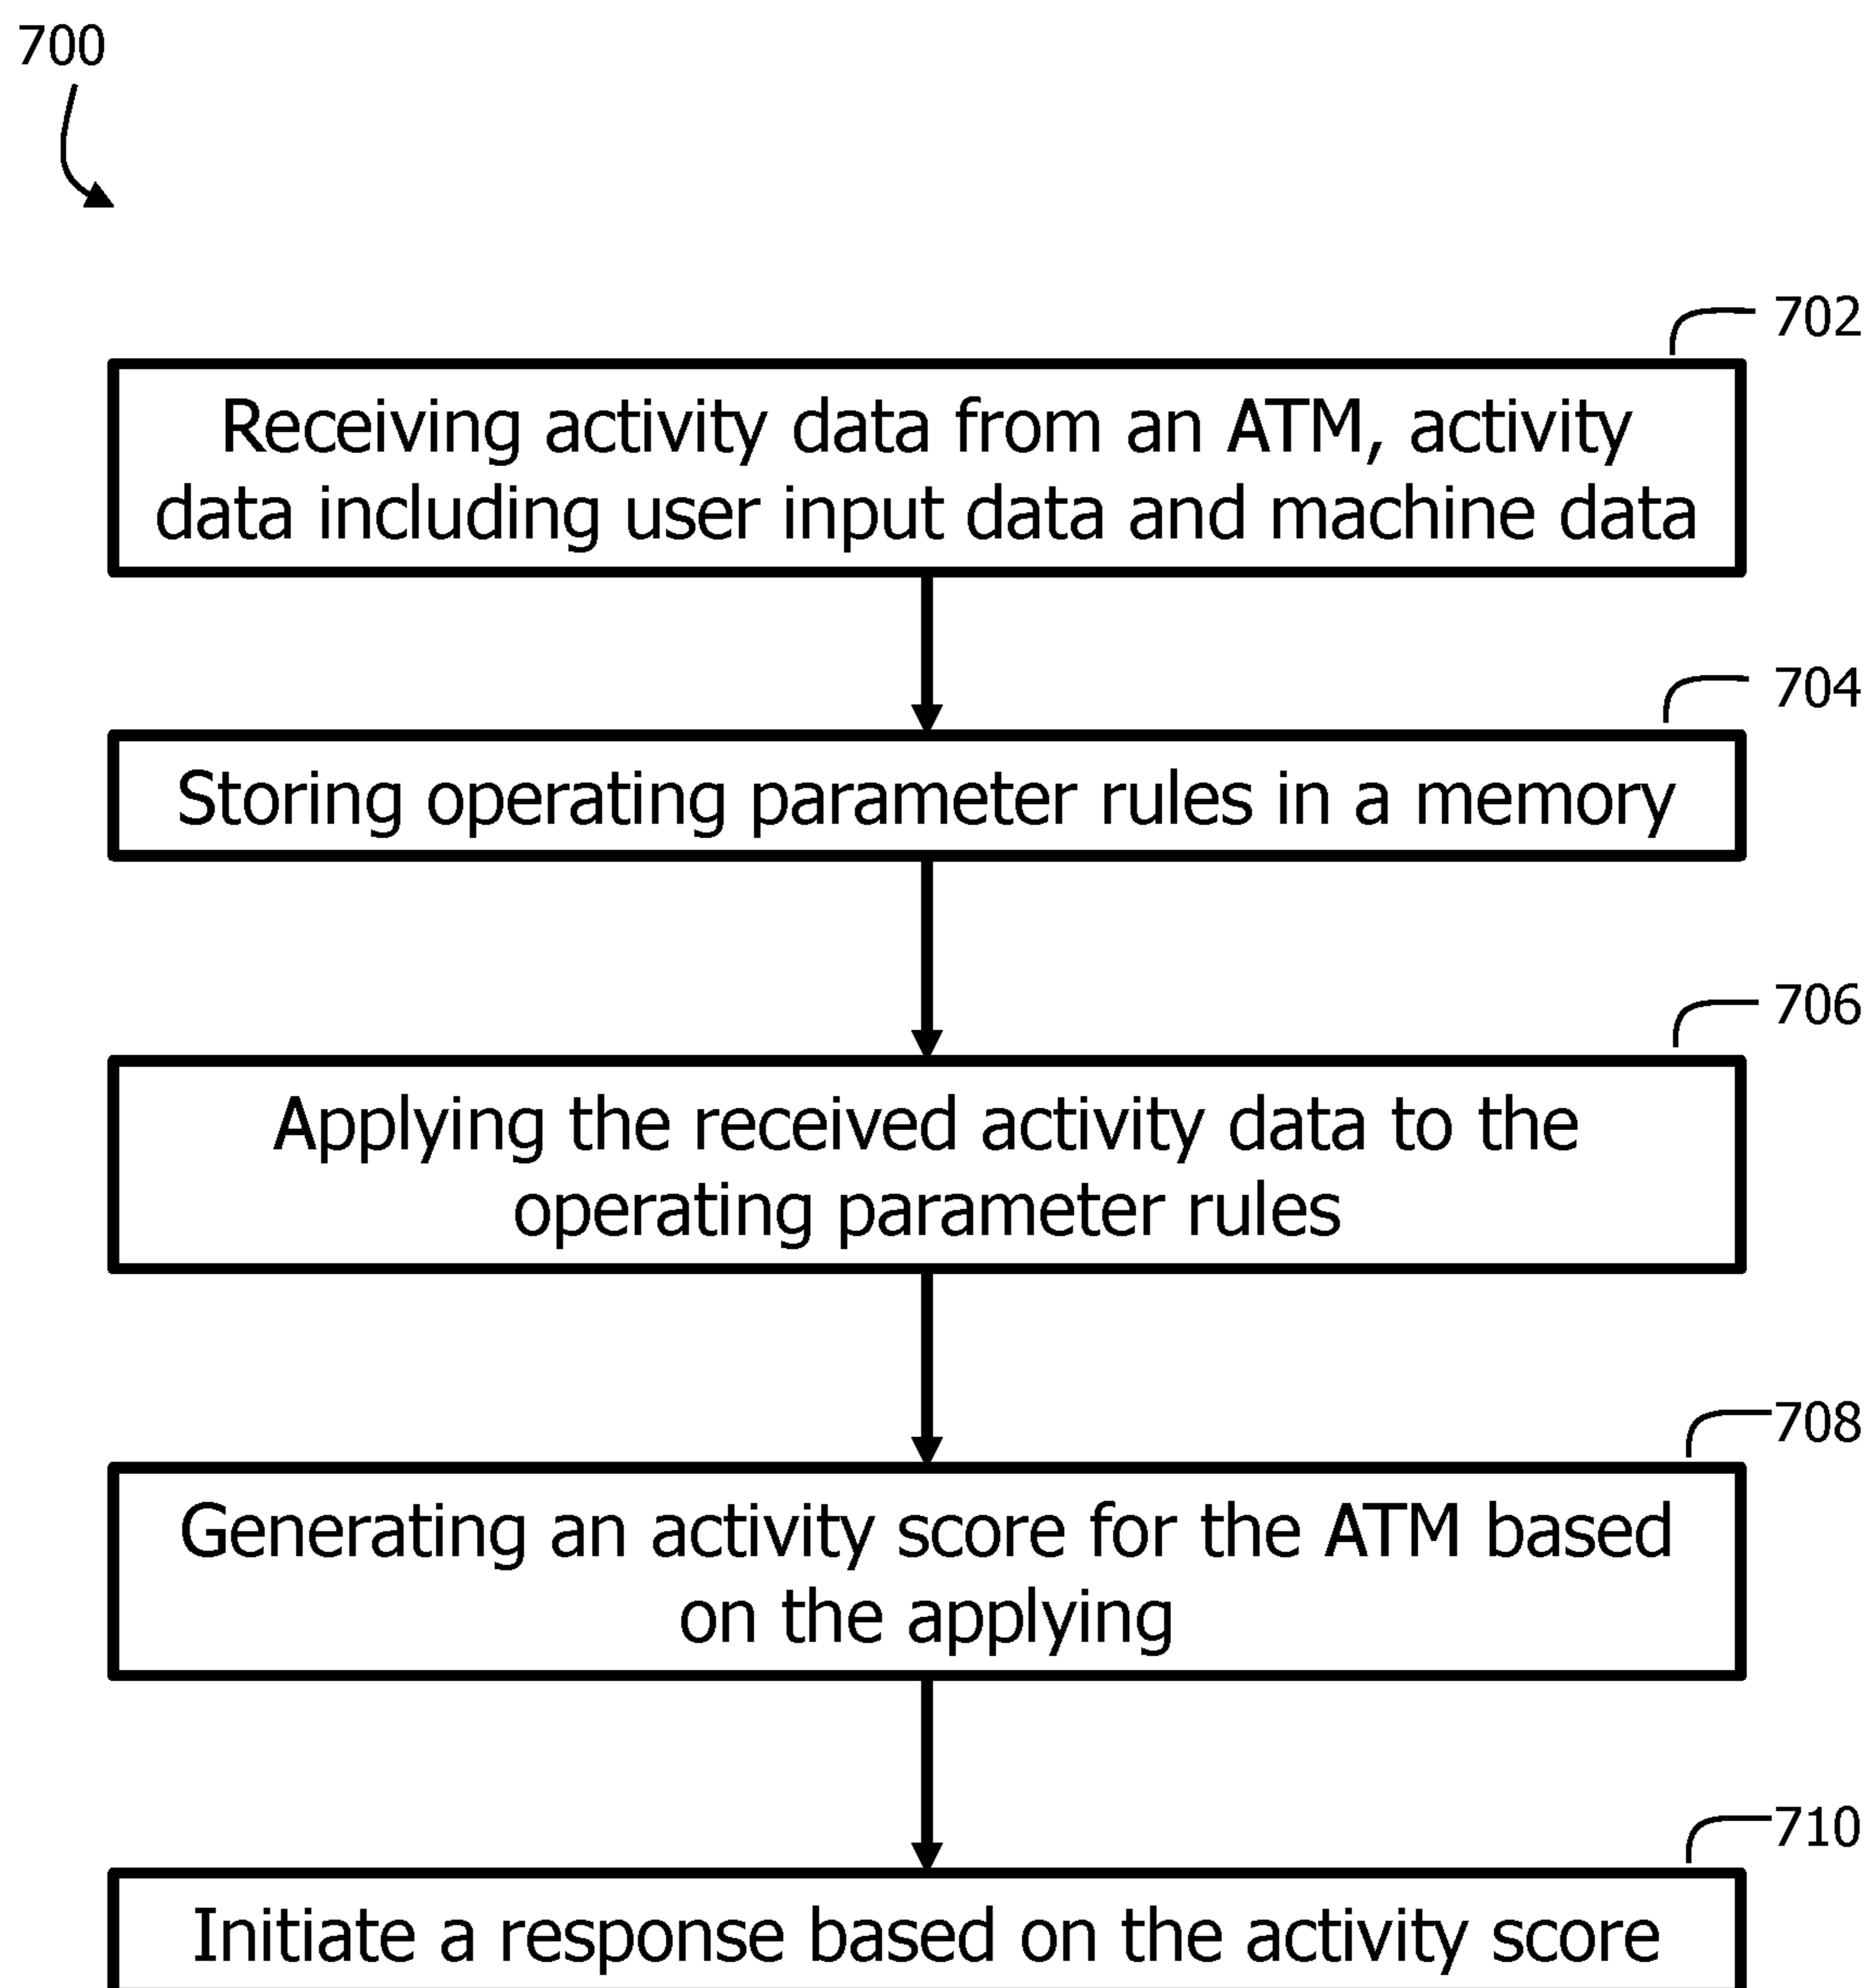 700
702
Receiving activity data from an ATM, activity
data including user input data and machine data
704
Storing operating parameter rules in a memory
706
Applying the received activity data to the
operating parameter rules
708
Generating an activity score for the ATM based
on the applying
710
Initiate a response based on the activity score